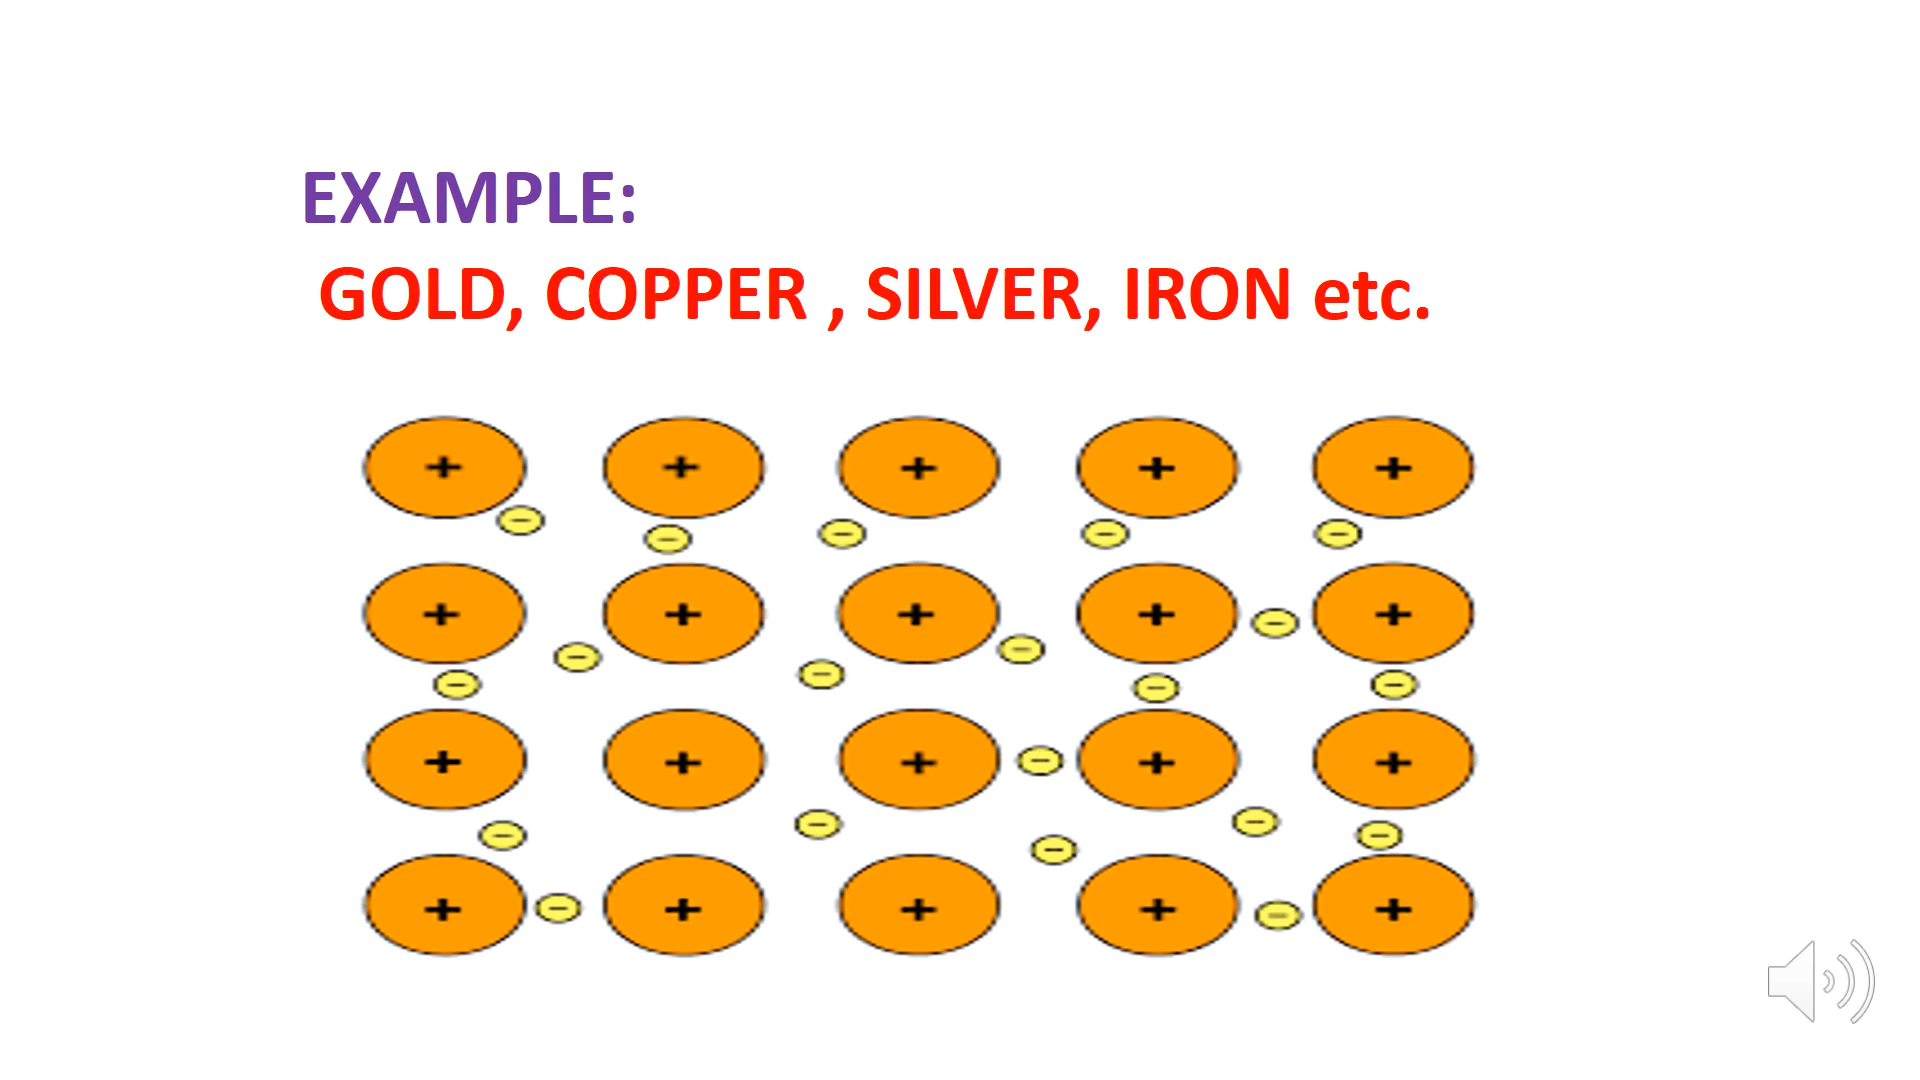 EXAMPLE:
GOLD, COPPER , SILVER, IRON etc.
+ + + + +
− − − − −
+ + + + +
− − − −
− − −
+ + + + +
−
− − − − −
+ + + + +
− −